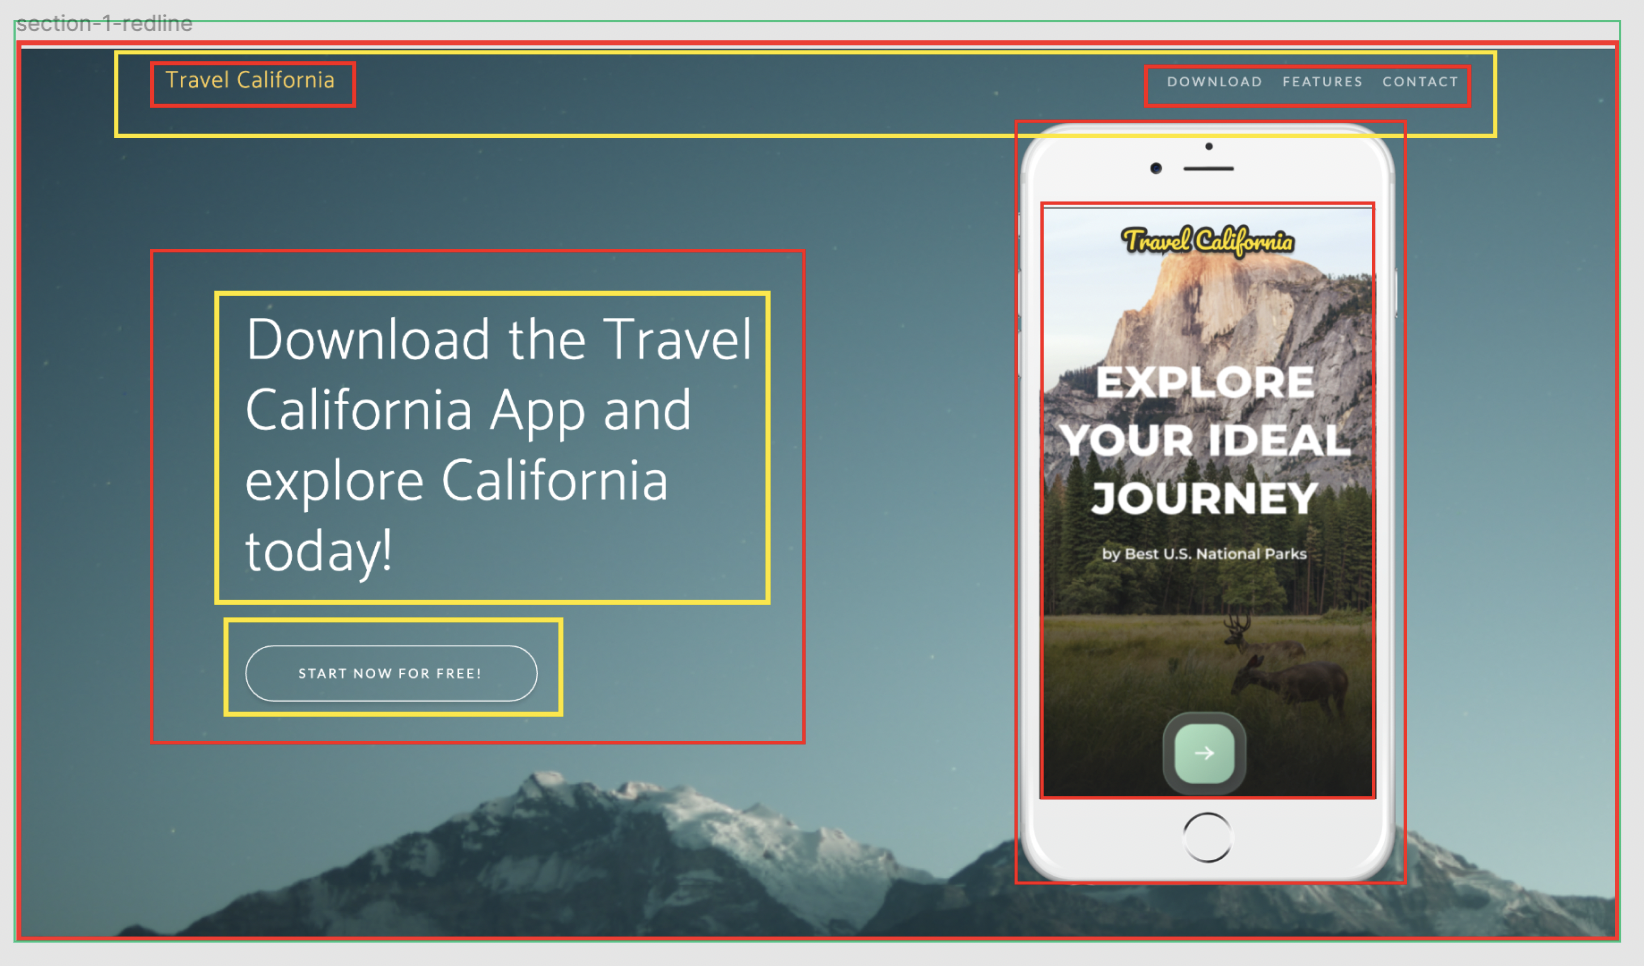 section-1-redline
Travel California
DOWNLOAD FEATURES CONTACT
Download the Travel
California App and
explore California
today!
START NOW FOR FREE!
Travel California
EXPLORE
YOUR IDEAL
JOURNEY
by Best U.S. National Parks